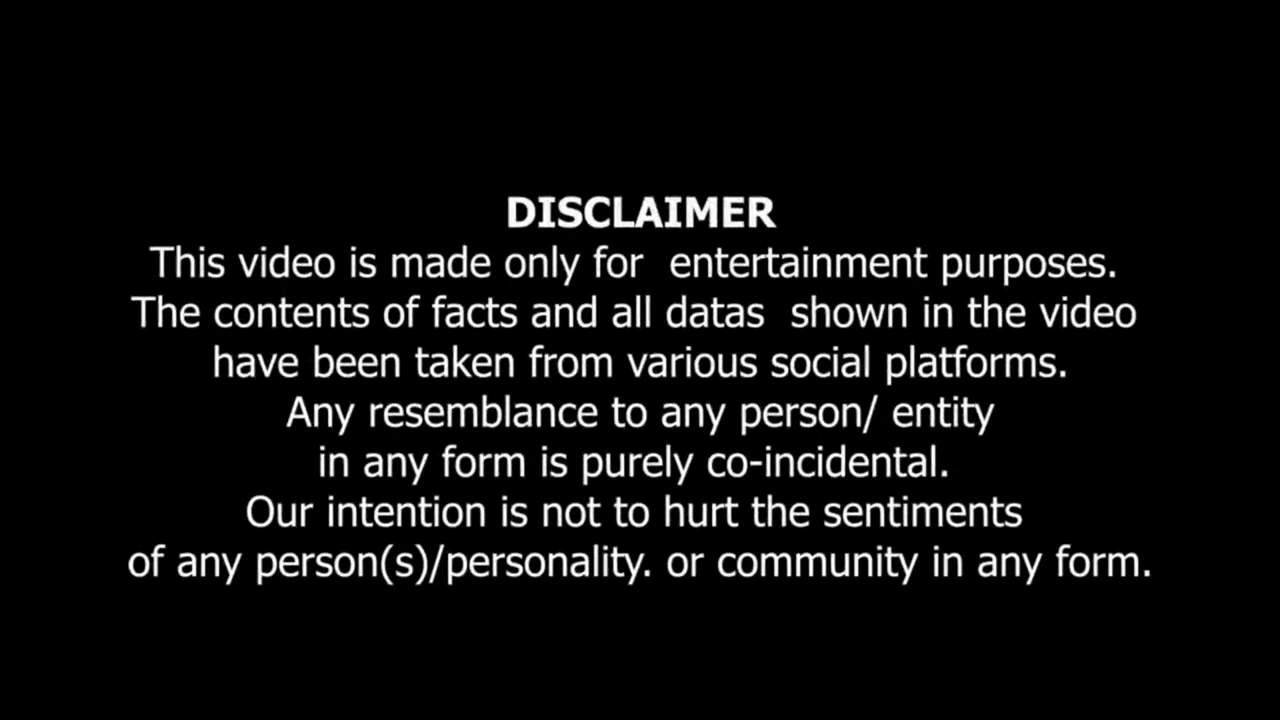 DISCLAIMER
This video is made only for  entertainment purposes.
The contents of facts and all datas  shown in the video
have been taken from various social platforms.
Any resemblance to any person/ entity
in any form is purely co-incidental.
Our intention is not to hurt the sentiments
of any person(s)/personality. or community in any form.